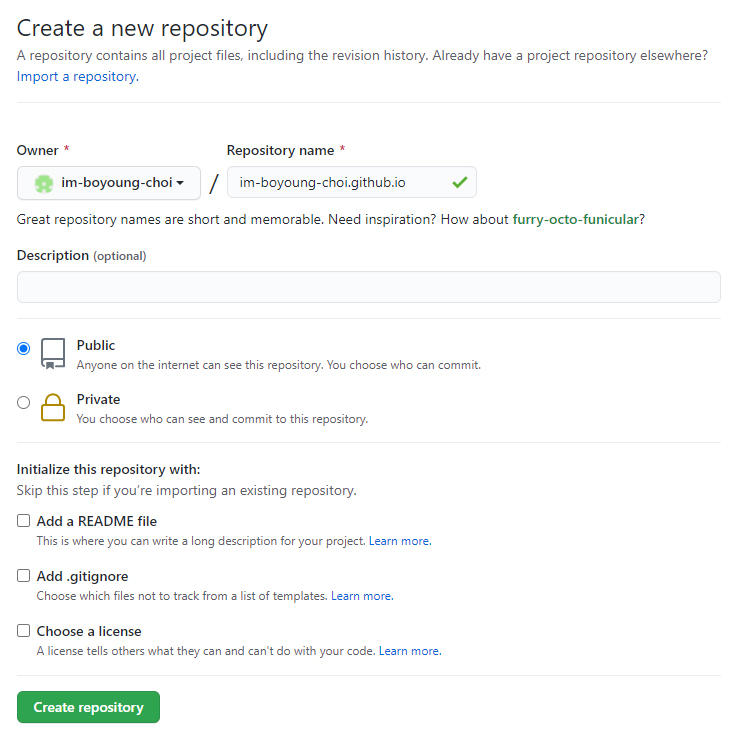 Create a new repository
A repository contains all project files, including the revision history. Already have a project repository elsewhere?
Import a repository.
Owner *
Repository name *
im-boyoung-choi
/
im-boyoung-choi.github.io
Great repository names are short and memorable. Need inspiration? How about furry-octo-funicular?
Description (optional)
Public
Anyone on the internet can see this repository. You choose who can commit.
Private
You choose who can see and commit to this repository.
Initialize this repository with:
Skip this step if you're importing an existing repository.
Add a README file
This is where you can write a long description for your project. Learn more.
Add .gitignore
Choose which files not to track from a list of templates. Learn more.
Choose a license
A license tells others what they can and can't do with your code. Learn more.
Create repository